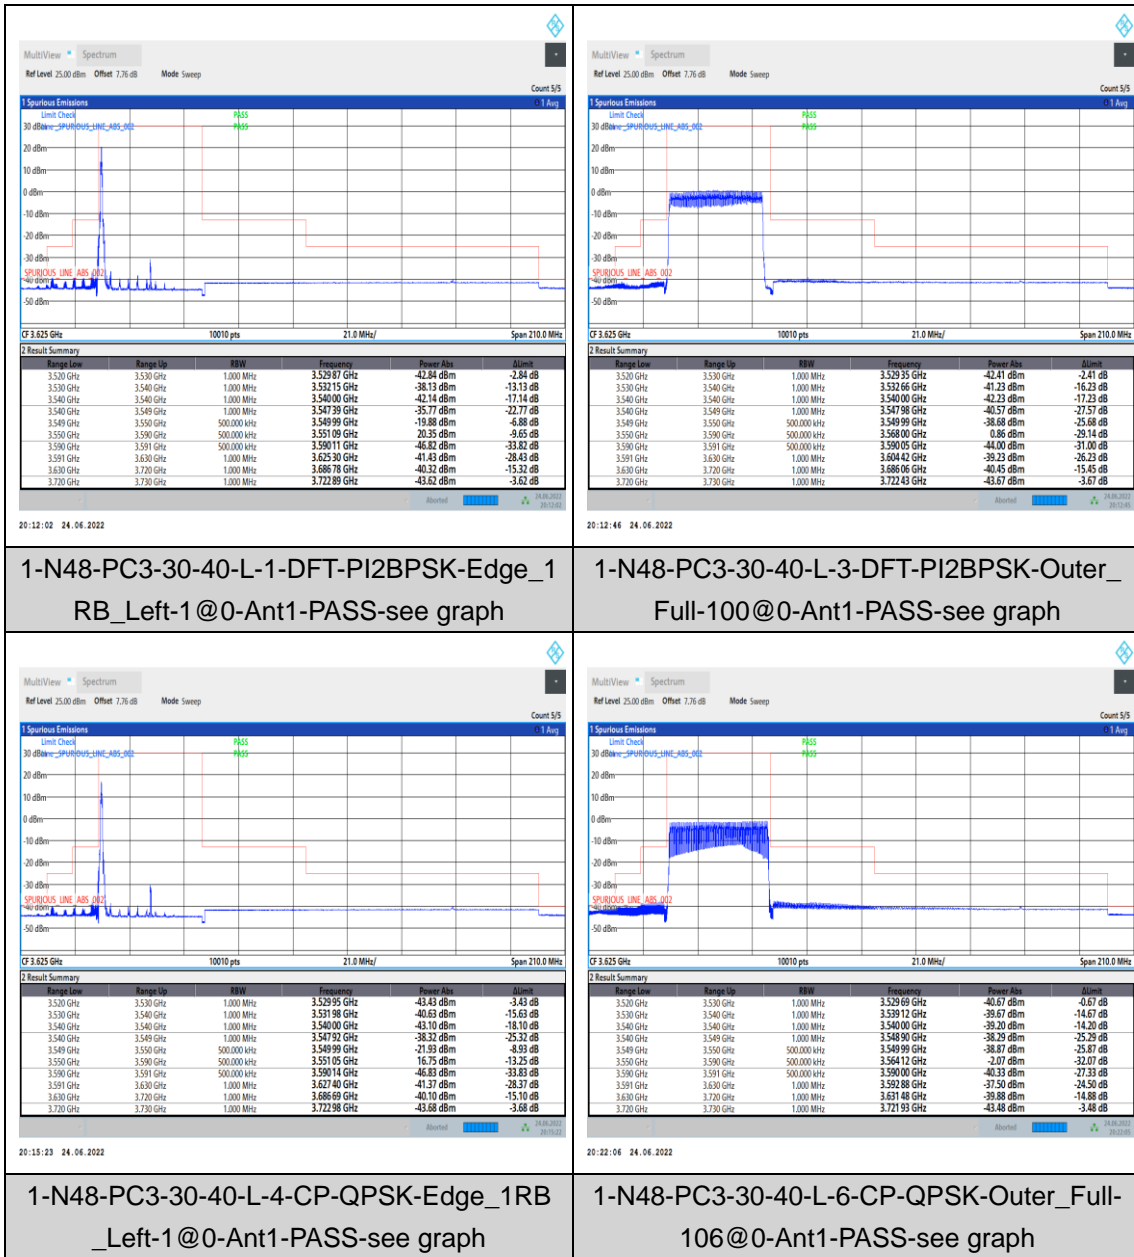 MultiView Spectrum
Ref Level 25.00 dBm Offset 7.76 dB Mode Sweep
Count 5/5
1 Spurious Emissions 1 Avg
Limit Check PASS
Line _SPURIOUS_LINE_ABS_002 PASS
30 dBm
20 dBm
10 dBm
0 dBm
-10 dBm
-20 dBm
-30 dBm
SPURIOUS_LINE_ABS_002
-40 dBm
-50 dBm
CF 3.625 GHz 10010 pts 21.0 MHz/ Span 210.0 MHz
2 Result Summary
Range Low Range Up RBW Frequency Power Abs ΔLimit
3.520 GHz 3.530 GHz 1.000 MHz 3.52987 GHz -42.84 dBm -2.84 dB
3.530 GHz 3.540 GHz 1.000 MHz 3.53215 GHz -38.13 dBm -13.13 dB
3.540 GHz 3.540 GHz 1.000 MHz 3.54000 GHz -42.14 dBm -17.14 dB
3.540 GHz 3.549 GHz 1.000 MHz 3.54739 GHz -35.77 dBm -22.77 dB
3.549 GHz 3.550 GHz 500.000 kHz 3.54999 GHz -19.88 dBm -6.88 dB
3.550 GHz 3.590 GHz 500.000 kHz 3.55109 GHz 20.35 dBm -9.65 dB
3.590 GHz 3.591 GHz 500.000 kHz 3.59011 GHz -46.82 dBm -33.82 dB
3.591 GHz 3.630 GHz 1.000 MHz 3.62530 GHz -41.43 dBm -28.43 dB
3.630 GHz 3.720 GHz 1.000 MHz 3.68678 GHz -40.32 dBm -15.32 dB
3.720 GHz 3.730 GHz 1.000 MHz 3.72289 GHz -43.62 dBm -3.62 dB
Aborted 24.06.2022
20:12:02
20:12:02 24.06.2022
1-N48-PC3-30-40-L-1-DFT-PI2BPSK-Edge_1
RB_Left-1@0-Ant1-PASS-see graph
MultiView Spectrum
Ref Level 25.00 dBm Offset 7.76 dB Mode Sweep
Count 5/5
1 Spurious Emissions 1 Avg
Limit Check PASS
Line _SPURIOUS_LINE_ABS_002 PASS
30 dBm
20 dBm
10 dBm
0 dBm
-10 dBm
-20 dBm
-30 dBm
SPURIOUS_LINE_ABS_002
-40 dBm
-50 dBm
CF 3.625 GHz 10010 pts 21.0 MHz/ Span 210.0 MHz
2 Result Summary
Range Low Range Up RBW Frequency Power Abs ΔLimit
3.520 GHz 3.530 GHz 1.000 MHz 3.52935 GHz -42.41 dBm -2.41 dB
3.530 GHz 3.540 GHz 1.000 MHz 3.53266 GHz -41.23 dBm -16.23 dB
3.540 GHz 3.540 GHz 1.000 MHz 3.54000 GHz -42.23 dBm -17.23 dB
3.540 GHz 3.549 GHz 1.000 MHz 3.54798 GHz -40.57 dBm -27.57 dB
3.549 GHz 3.550 GHz 500.000 kHz 3.54999 GHz -38.68 dBm -25.68 dB
3.550 GHz 3.590 GHz 500.000 kHz 3.56800 GHz 0.86 dBm -29.14 dB
3.590 GHz 3.591 GHz 500.000 kHz 3.59005 GHz -44.00 dBm -31.00 dB
3.591 GHz 3.630 GHz 1.000 MHz 3.60442 GHz -39.23 dBm -26.23 dB
3.630 GHz 3.720 GHz 1.000 MHz 3.68606 GHz -40.45 dBm -15.45 dB
3.720 GHz 3.730 GHz 1.000 MHz 3.72243 GHz -43.67 dBm -3.67 dB
Aborted 24.06.2022
20:12:45
20:12:46 24.06.2022
1-N48-PC3-30-40-L-3-DFT-PI2BPSK-Outer_
Full-100@0-Ant1-PASS-see graph
MultiView Spectrum
Ref Level 25.00 dBm Offset 7.76 dB Mode Sweep
Count 5/5
1 Spurious Emissions 1 Avg
Limit Check PASS
Line _SPURIOUS_LINE_ABS_002 PASS
30 dBm
20 dBm
10 dBm
0 dBm
-10 dBm
-20 dBm
-30 dBm
SPURIOUS_LINE_ABS_002
-40 dBm
-50 dBm
CF 3.625 GHz 10010 pts 21.0 MHz/ Span 210.0 MHz
2 Result Summary
Range Low Range Up RBW Frequency Power Abs ΔLimit
3.520 GHz 3.530 GHz 1.000 MHz 3.52995 GHz -43.43 dBm -3.43 dB
3.530 GHz 3.540 GHz 1.000 MHz 3.53198 GHz -40.63 dBm -15.63 dB
3.540 GHz 3.540 GHz 1.000 MHz 3.54000 GHz -43.10 dBm -18.10 dB
3.540 GHz 3.549 GHz 1.000 MHz 3.54792 GHz -38.32 dBm -25.32 dB
3.549 GHz 3.550 GHz 500.000 kHz 3.54999 GHz -21.93 dBm -8.93 dB
3.550 GHz 3.590 GHz 500.000 kHz 3.55105 GHz 16.75 dBm -13.25 dB
3.590 GHz 3.591 GHz 500.000 kHz 3.59014 GHz -46.83 dBm -33.83 dB
3.591 GHz 3.630 GHz 1.000 MHz 3.62740 GHz -41.37 dBm -28.37 dB
3.630 GHz 3.720 GHz 1.000 MHz 3.68669 GHz -40.10 dBm -15.10 dB
3.720 GHz 3.730 GHz 1.000 MHz 3.72298 GHz -43.68 dBm -3.68 dB
Aborted 24.06.2022
20:15:22
20:15:23 24.06.2022
1-N48-PC3-30-40-L-4-CP-QPSK-Edge_1RB
_Left-1@0-Ant1-PASS-see graph
MultiView Spectrum
Ref Level 25.00 dBm Offset 7.76 dB Mode Sweep
Count 5/5
1 Spurious Emissions 1 Avg
Limit Check PASS
Line _SPURIOUS_LINE_ABS_002 PASS
30 dBm
20 dBm
10 dBm
0 dBm
-10 dBm
-20 dBm
-30 dBm
SPURIOUS_LINE_ABS_002
-40 dBm
-50 dBm
CF 3.625 GHz 10010 pts 21.0 MHz/ Span 210.0 MHz
2 Result Summary
Range Low Range Up RBW Frequency Power Abs ΔLimit
3.520 GHz 3.530 GHz 1.000 MHz 3.52969 GHz -40.67 dBm -0.67 dB
3.530 GHz 3.540 GHz 1.000 MHz 3.53912 GHz -39.67 dBm -14.67 dB
3.540 GHz 3.540 GHz 1.000 MHz 3.54000 GHz -39.20 dBm -14.20 dB
3.540 GHz 3.549 GHz 1.000 MHz 3.54890 GHz -38.29 dBm -25.29 dB
3.549 GHz 3.550 GHz 500.000 kHz 3.54999 GHz -38.87 dBm -25.87 dB
3.550 GHz 3.590 GHz 500.000 kHz 3.56412 GHz -2.07 dBm -32.07 dB
3.590 GHz 3.591 GHz 500.000 kHz 3.59000 GHz -40.33 dBm -27.33 dB
3.591 GHz 3.630 GHz 1.000 MHz 3.59288 GHz -37.50 dBm -24.50 dB
3.630 GHz 3.720 GHz 1.000 MHz 3.63148 GHz -39.88 dBm -14.88 dB
3.720 GHz 3.730 GHz 1.000 MHz 3.72193 GHz -43.48 dBm -3.48 dB
Aborted 24.06.2022
20:22:05
20:22:06 24.06.2022
1-N48-PC3-30-40-L-6-CP-QPSK-Outer_Full-
106@0-Ant1-PASS-see graph